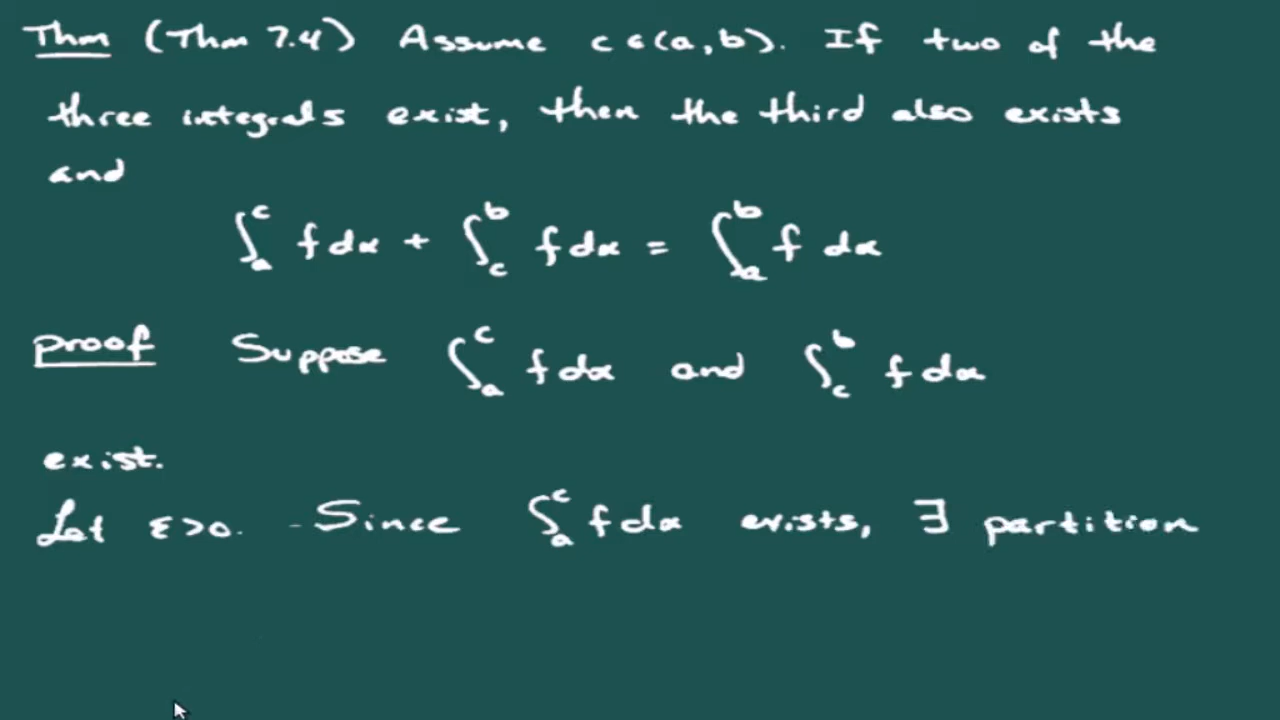 Thm (Thm 7.4) Assume c ∈ (a, b). If two of the
three integrals exist, then the third also exists
and
∫_a^c f dα + ∫_c^b f dα = ∫_a^b f dα
proof Suppose ∫_a^c f dα and ∫_c^b f dα
exist.
Let ε>0. Since ∫_a^c f dα exists, ∃ partition